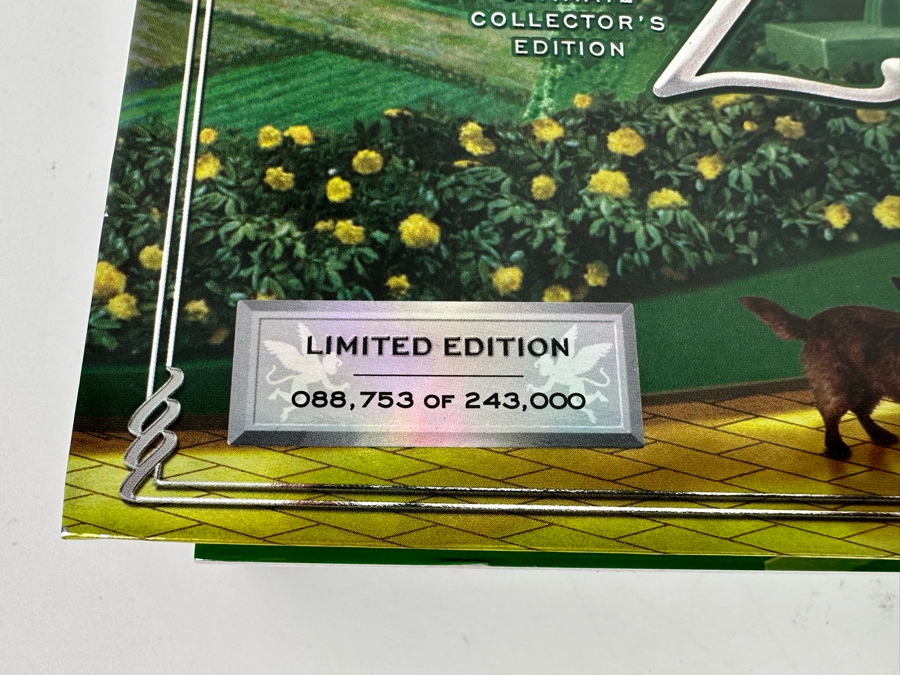 COLLECTOR'S
EDITION
LIMITED EDITION
088,753 OF 243,000